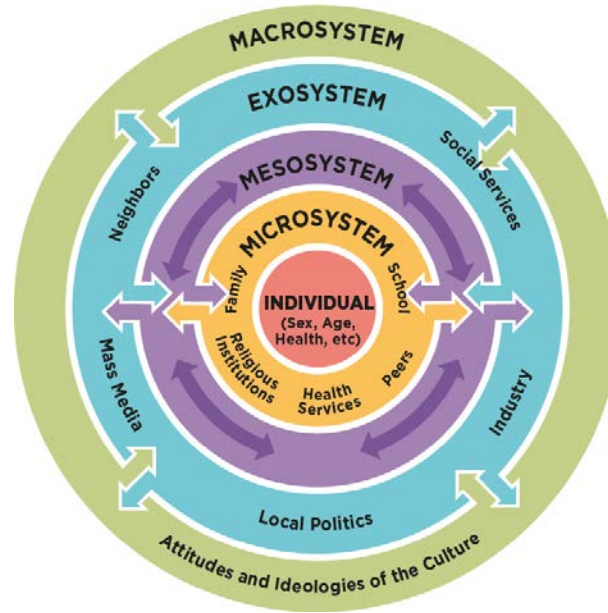 MACROSYSTEM
EXOSYSTEM
Neighbors
Social Services
MESOSYSTEM
MICROSYSTEM
Family
School
INDIVIDUAL
(Sex, Age,
Health, etc)
Religious
Institutions
Health
Services
Peers
Mass Media
Industry
Local Politics
Attitudes and Ideologies of the Culture